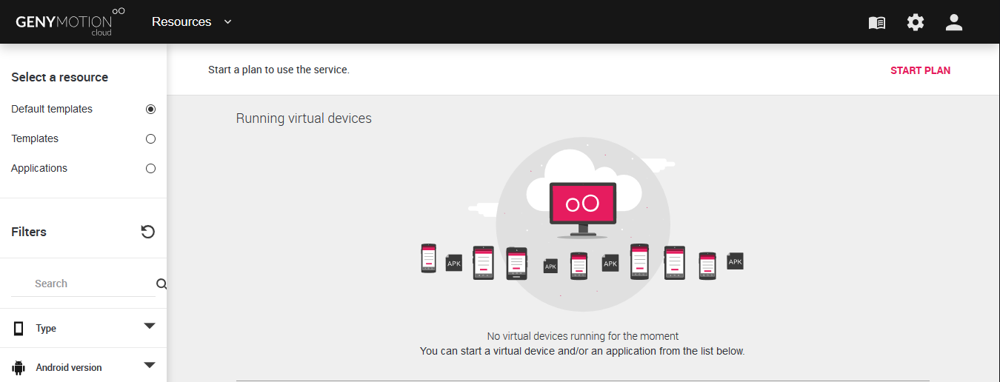 GENYMOTION
cloud
Resources
Select a resource
Default templates
Templates
Applications
Filters
Search
Type
Android version
Start a plan to use the service.
START PLAN
Running virtual devices
APK
APK
APK
APK
No virtual devices running for the moment
You can start a virtual device and/or an application from the list below.